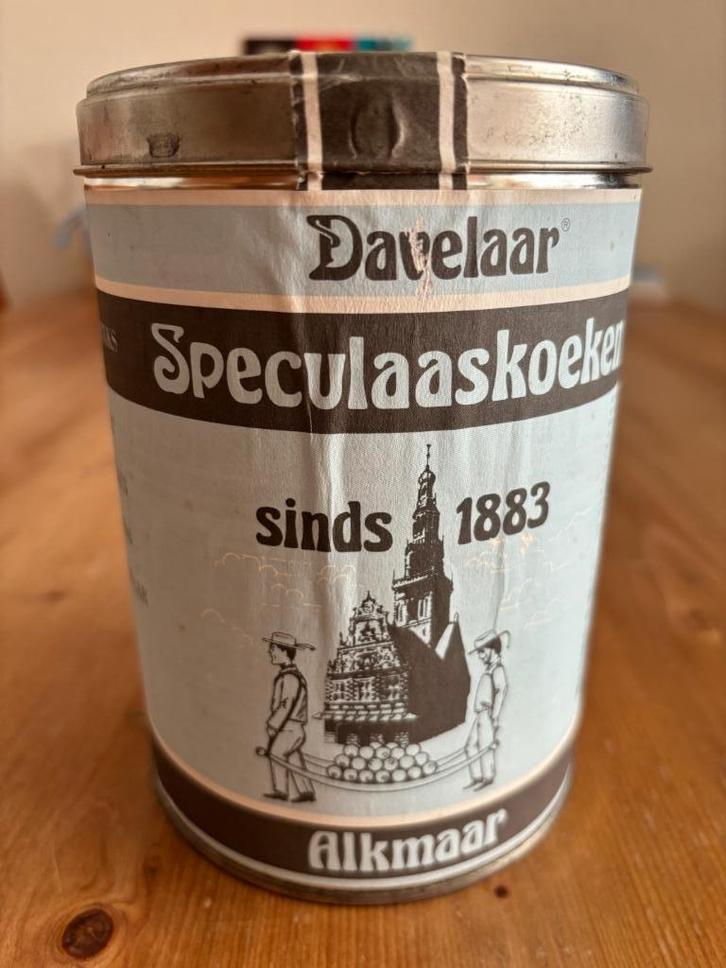 Davelaar®
Speculaaskoeken
sinds 1883
Alkmaar